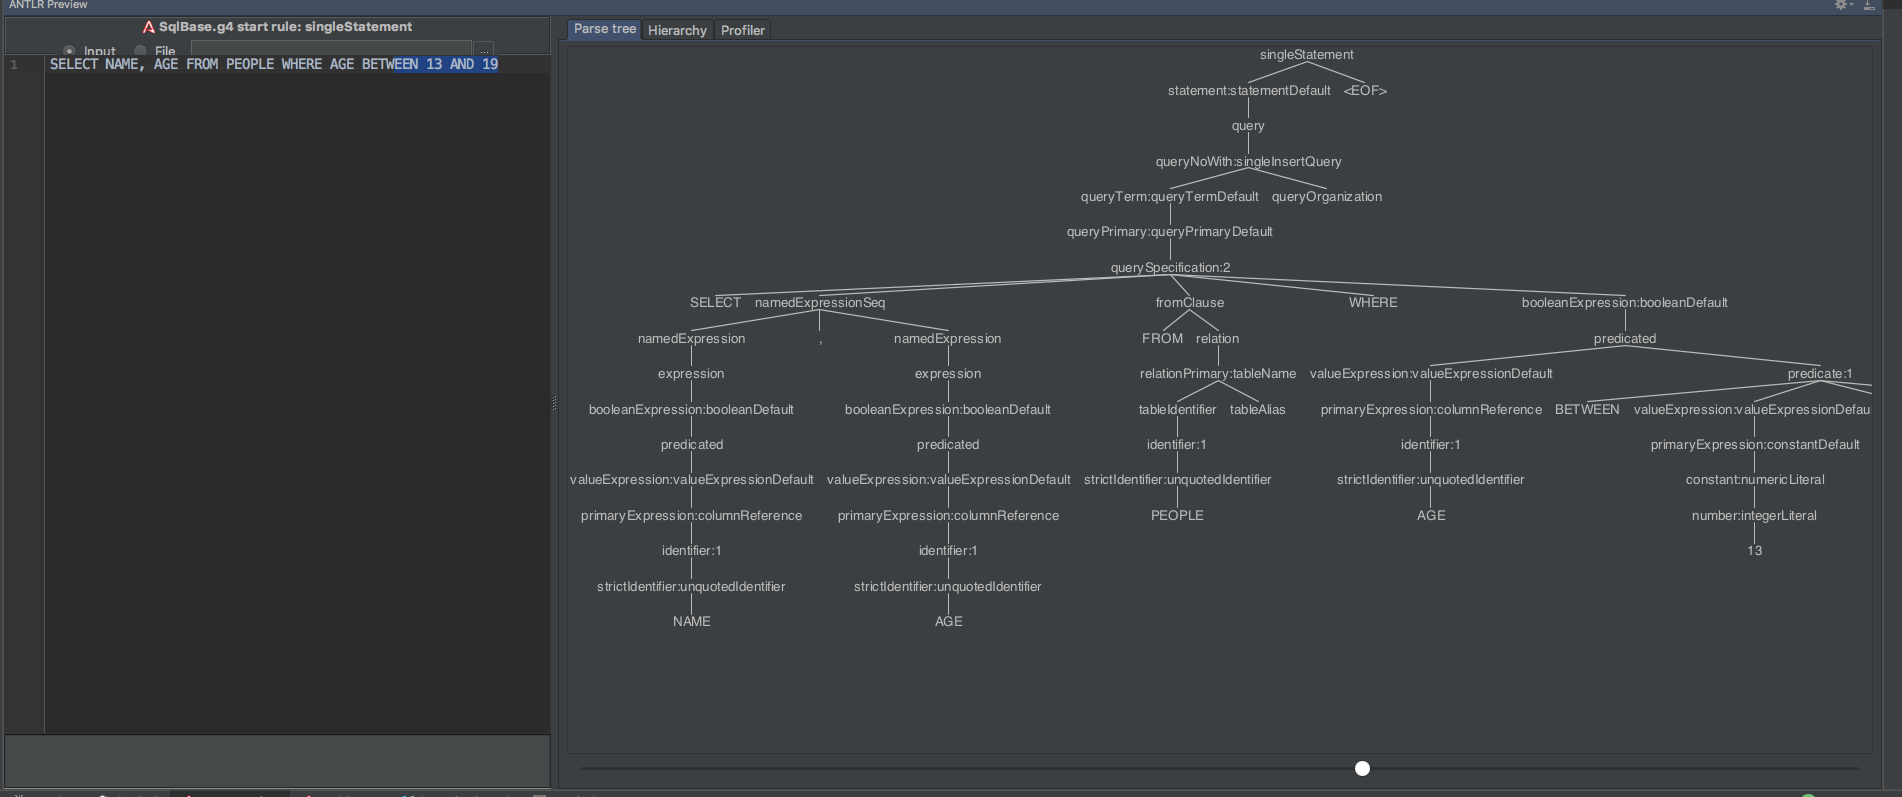 ANTLR Preview
SqlBase.g4 start rule: singleStatement
Input File ...
1 SELECT NAME, AGE FROM PEOPLE WHERE AGE BETWEEN 13 AND 19
Parse tree Hierarchy Profiler
singleStatement
statement:statementDefault <EOF>
query
queryNoWith:singleInsertQuery
queryTerm:queryTermDefault queryOrganization
queryPrimary:queryPrimaryDefault
querySpecification:2
SELECT namedExpressionSeq fromClause WHERE booleanExpression:booleanDefault
namedExpression , namedExpression FROM relation predicated
expression expression relationPrimary:tableName valueExpression:valueExpressionDefault predicate:1
booleanExpression:booleanDefault booleanExpression:booleanDefault tableIdentifier tableAlias primaryExpression:columnReference BETWEEN valueExpression:valueExpressionDefau
predicated predicated identifier:1 identifier:1 primaryExpression:constantDefault
valueExpression:valueExpressionDefault valueExpression:valueExpressionDefault strictIdentifier:unquotedIdentifier strictIdentifier:unquotedIdentifier constant:numericLiteral
primaryExpression:columnReference primaryExpression:columnReference PEOPLE AGE number:integerLiteral
identifier:1 identifier:1 13
strictIdentifier:unquotedIdentifier strictIdentifier:unquotedIdentifier
NAME AGE